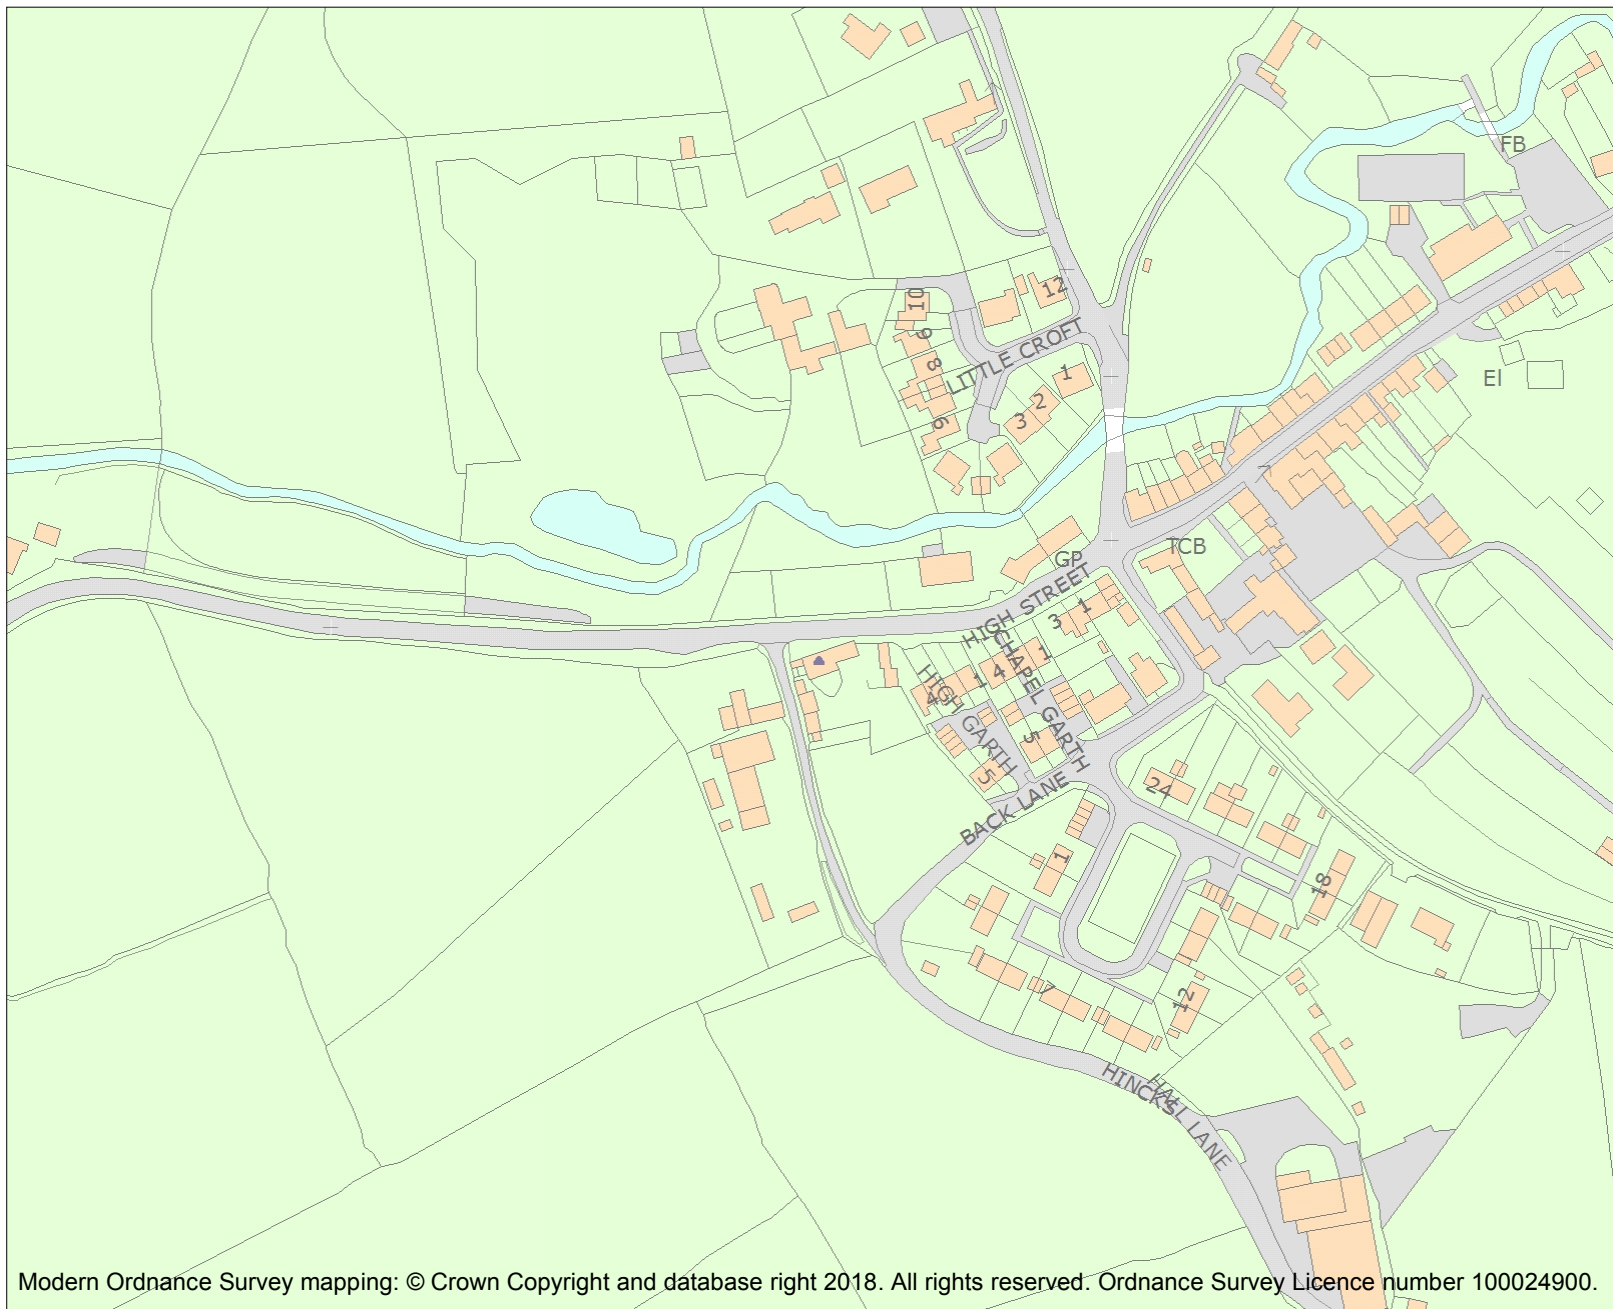 FB
10
12
9
LITTLE CROFT
8
1
El
2
3
6
TCB
GP
HIGH STREET
3
1
CHAPEL GARTH
1
4
1
4
HIGH GARTH
5
5
BACK LANE
24
1
18
7
12
HINCKS
HALL LANE
Modern Ordnance Survey mapping: © Crown Copyright and database right 2018. All rights reserved. Ordnance Survey Licence number 100024900.